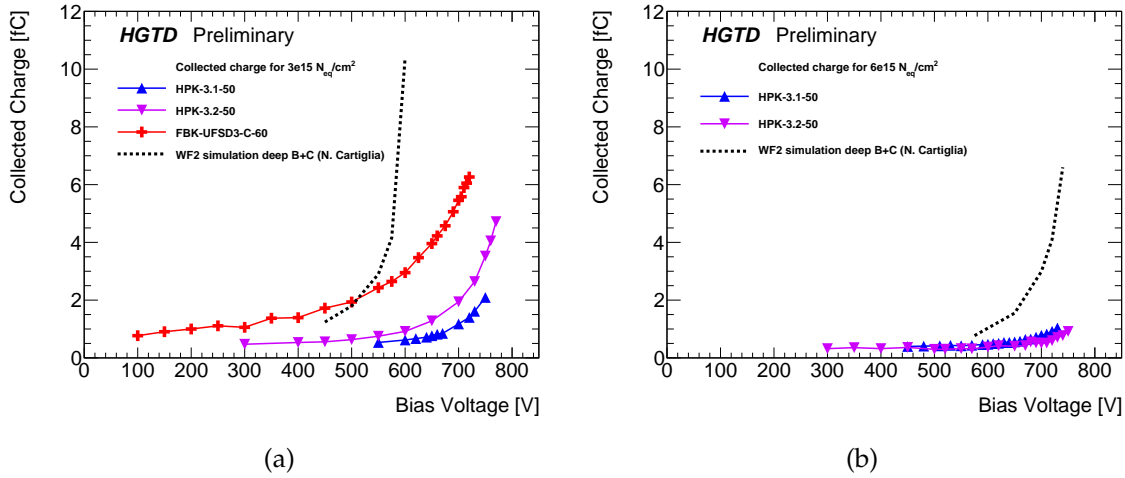 12
10
8
6
4
2
0
Collected Charge [fC]
HGTD Preliminary
Collected charge for 3e15 N_eq/cm²
HPK-3.1-50
HPK-3.2-50
FBK-UFSD3-C-60
WF2 simulation deep B+C (N. Cartiglia)
0 100 200 300 400 500 600 700 800
Bias Voltage [V]
(a)
12
10
8
6
4
2
0
Collected Charge [fC]
HGTD Preliminary
Collected charge for 6e15 N_eq/cm²
HPK-3.1-50
HPK-3.2-50
WF2 simulation deep B+C (N. Cartiglia)
0 100 200 300 400 500 600 700 800
Bias Voltage [V]
(b)